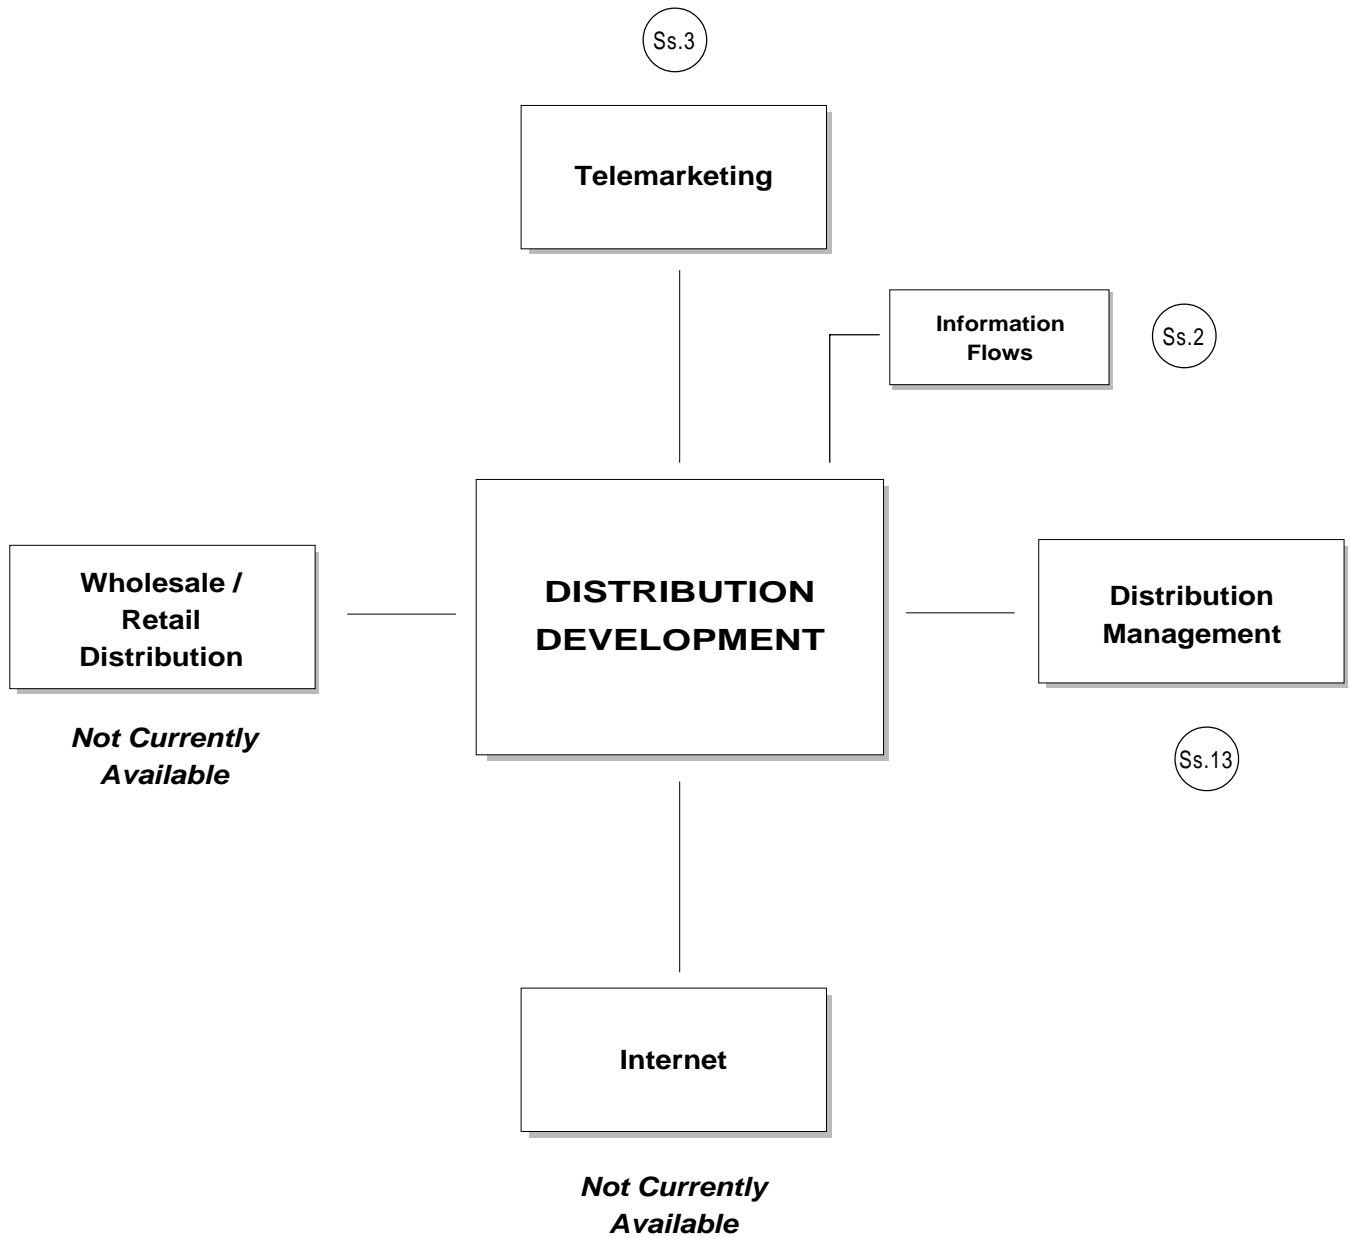 Ss.3
Telemarketing
Information
Flows
Ss.2
Wholesale /
Retail
Distribution
Not Currently
Available
DISTRIBUTION
DEVELOPMENT
Distribution
Management
Ss.13
Internet
Not Currently
Available